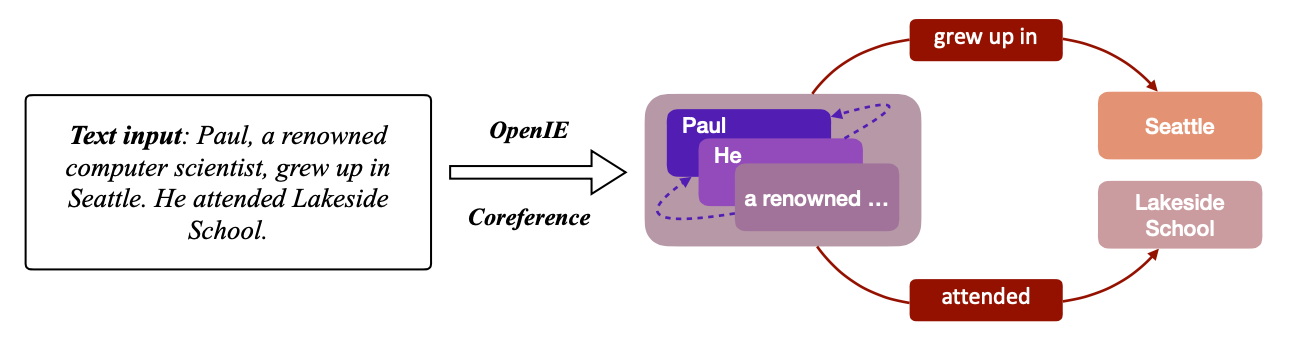 Text input: Paul, a renowned
computer scientist, grew up in
Seattle. He attended Lakeside
School.
OpenIE
Coreference
Paul
He
a renowned ...
grew up in
attended
Seattle
Lakeside
School